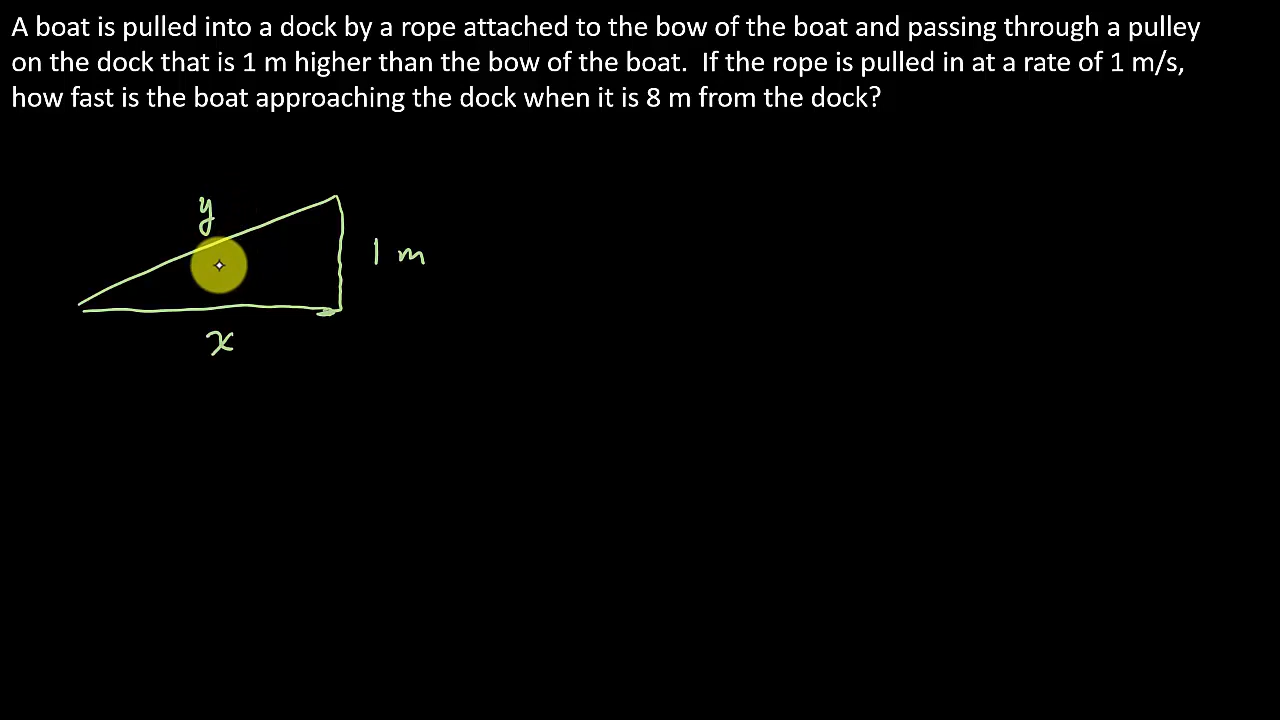 A boat is pulled into a dock by a rope attached to the bow of the boat and passing through a pulley
on the dock that is 1 m higher than the bow of the boat.  If the rope is pulled in at a rate of 1 m/s,
how fast is the boat approaching the dock when it is 8 m from the dock?
y
1 m
x